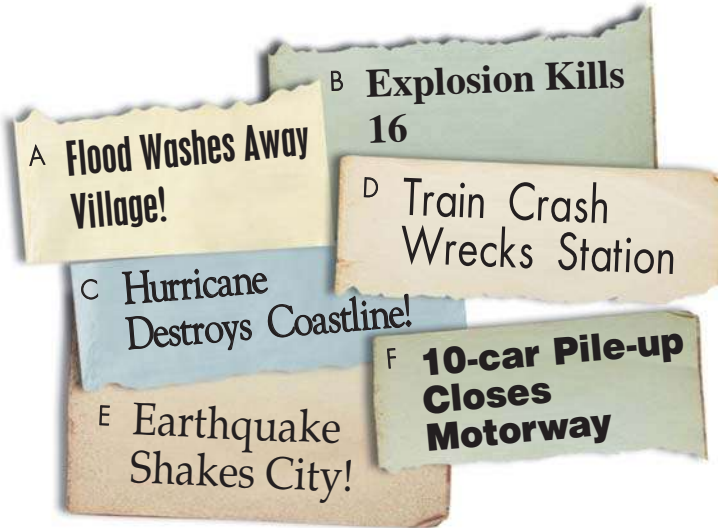 A Flood Washes Away
Village!
B Explosion Kills
16
C Hurricane
Destroys Coastline!
D Train Crash
Wrecks Station
E Earthquake
Shakes City!
F 10-car Pile-up
Closes
Motorway